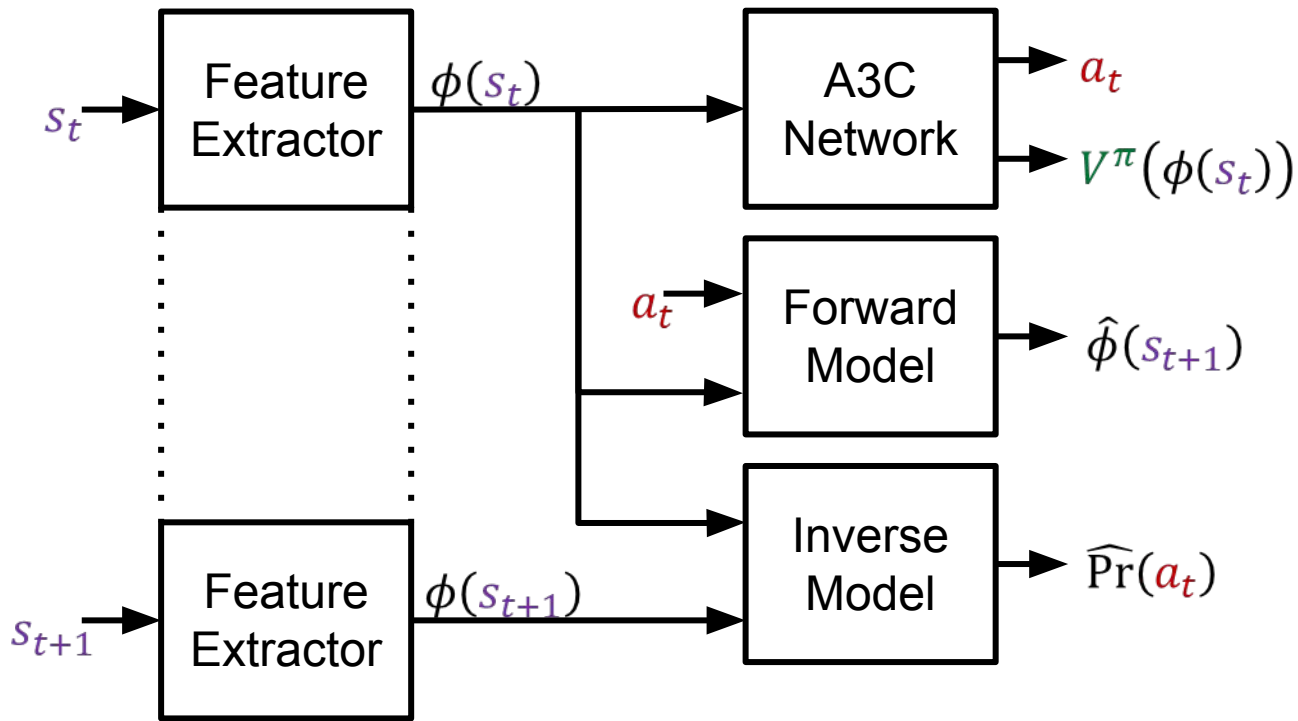 s_t
Feature
Extractor
ϕ(s_t)
A3C
Network
a_t
V^π(ϕ(s_t))
a_t
Forward
Model
ϕ̂(s_{t+1})
s_{t+1}
Feature
Extractor
ϕ(s_{t+1})
Inverse
Model
P̂r(a_t)